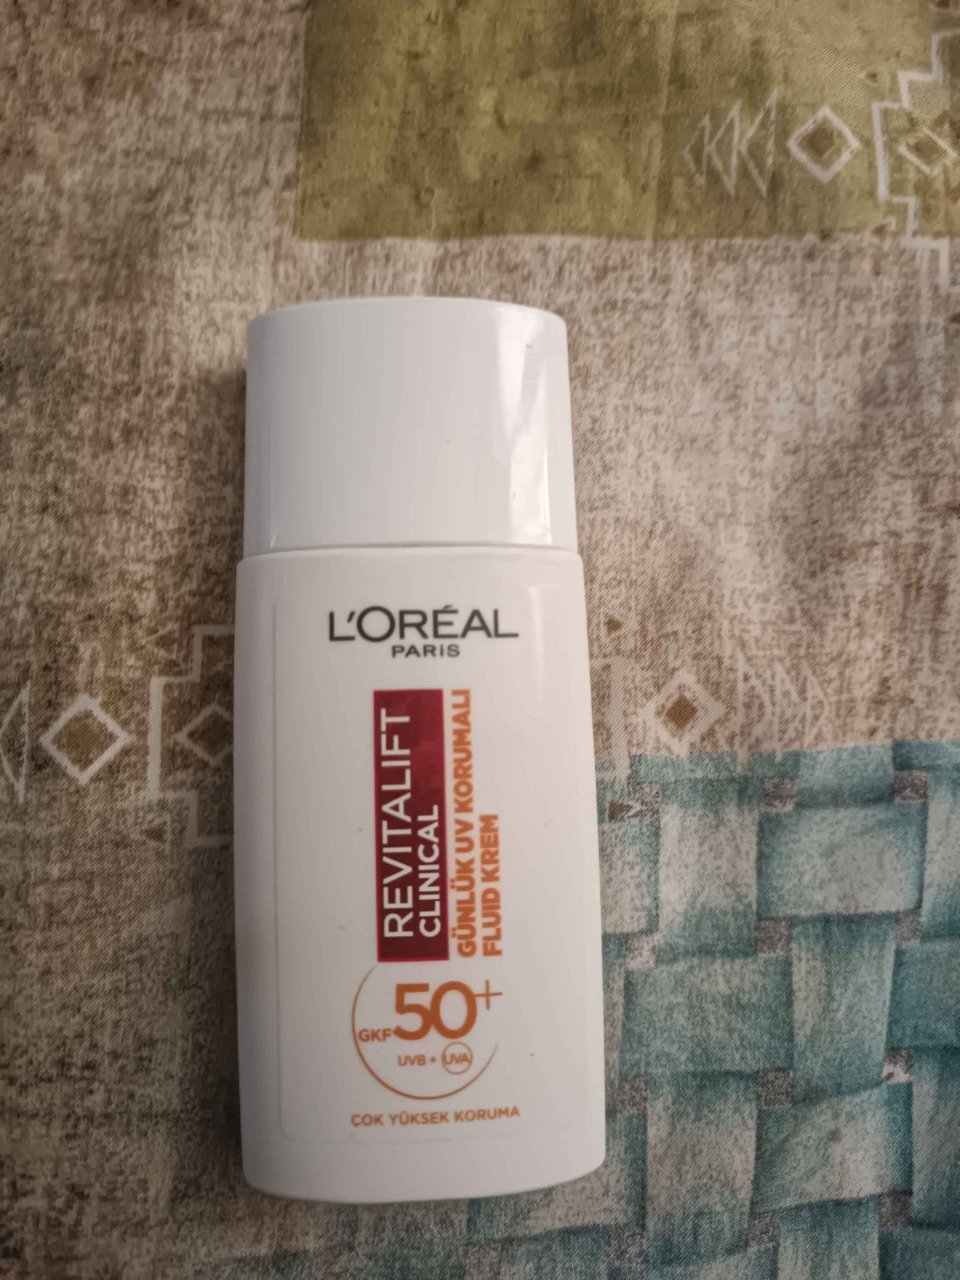 L'ORÉAL
PARIS
REVITALIFT
CLINICAL
GÜNLÜK UV KORUMALI
FLUID KREM
GKF 50+
UVB + UVA
ÇOK YÜKSEK KORUMA